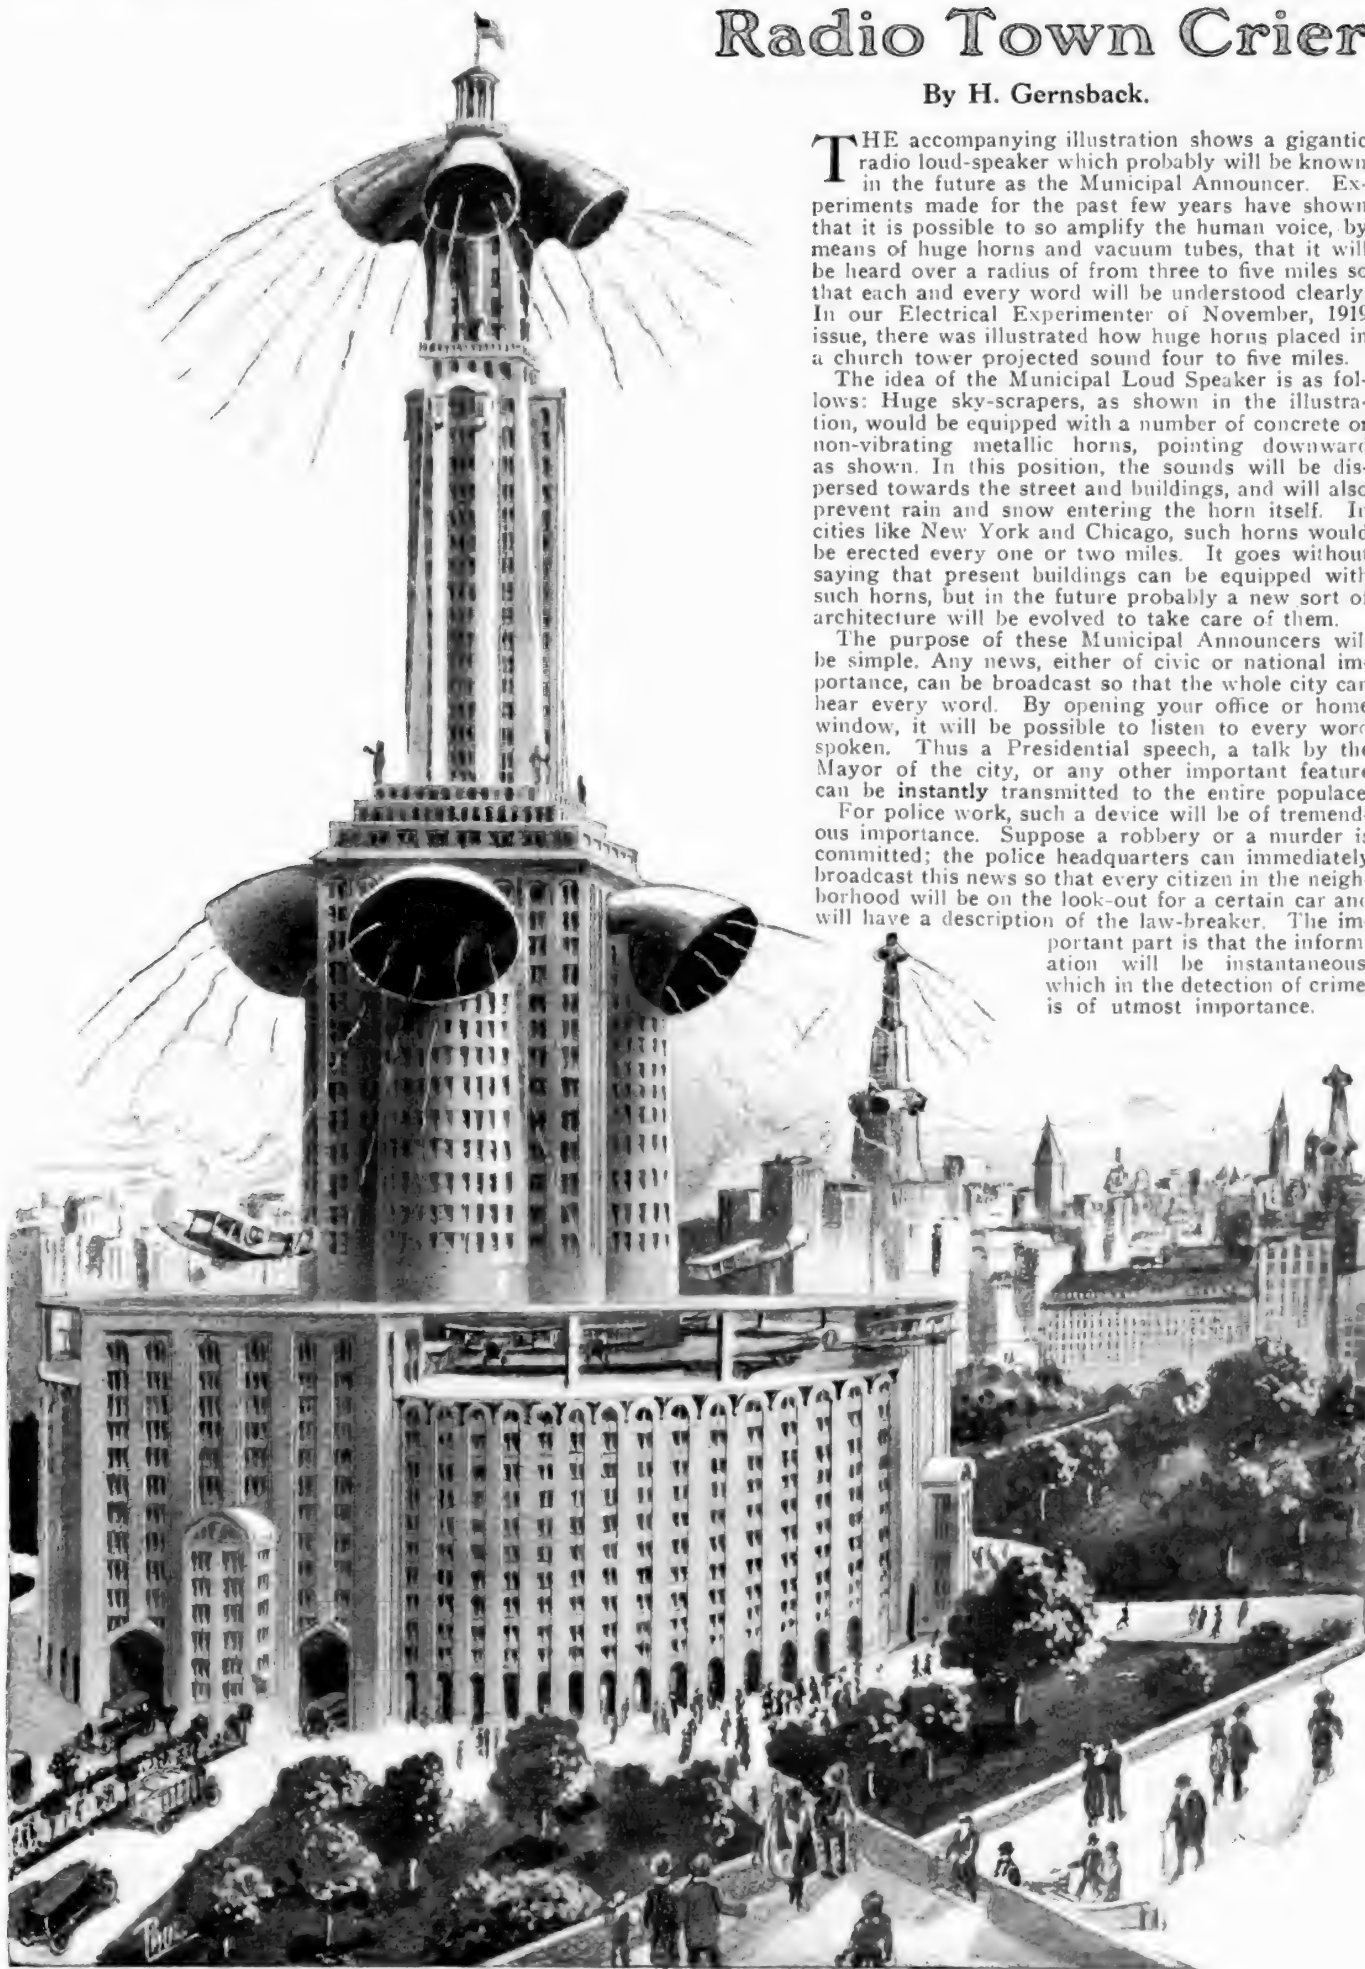 Radio Town Crier
By H. Gernsback.
THE accompanying illustration shows a gigantic
radio loud-speaker which probably will be known
in the future as the Municipal Announcer. Ex-
periments made for the past few years have shown
that it is possible to so amplify the human voice, by
means of huge horns and vacuum tubes, that it will
be heard over a radius of from three to five miles so
that each and every word will be understood clearly
In our Electrical Experimenter of November, 1919
issue, there was illustrated how huge horns placed in
a church tower projected sound four to five miles.
The idea of the Municipal Loud Speaker is as fol-
lows: Huge sky-scrapers, as shown in the illustra-
tion, would be equipped with a number of concrete or
non-vibrating metallic horns, pointing downward
as shown. In this position, the sounds will be dis-
persed towards the street and buildings, and will also
prevent rain and snow entering the horn itself. In
cities like New York and Chicago, such horns would
be erected every one or two miles. It goes without
saying that present buildings can be equipped with
such horns, but in the future probably a new sort of
architecture will be evolved to take care of them.
The purpose of these Municipal Announcers will
be simple. Any news, either of civic or national im-
portance, can be broadcast so that the whole city can
hear every word. By opening your office or home
window, it will be possible to listen to every word
spoken. Thus a Presidential speech, a talk by the
Mayor of the city, or any other important feature
can be instantly transmitted to the entire populace
For police work, such a device will be of tremend-
ous importance. Suppose a robbery or a murder is
committed; the police headquarters can immediately
broadcast this news so that every citizen in the neigh-
borhood will be on the look-out for a certain car and
will have a description of the law-breaker. The im
portant part is that the inform
ation will be instantaneous
which in the detection of crime
is of utmost importance.